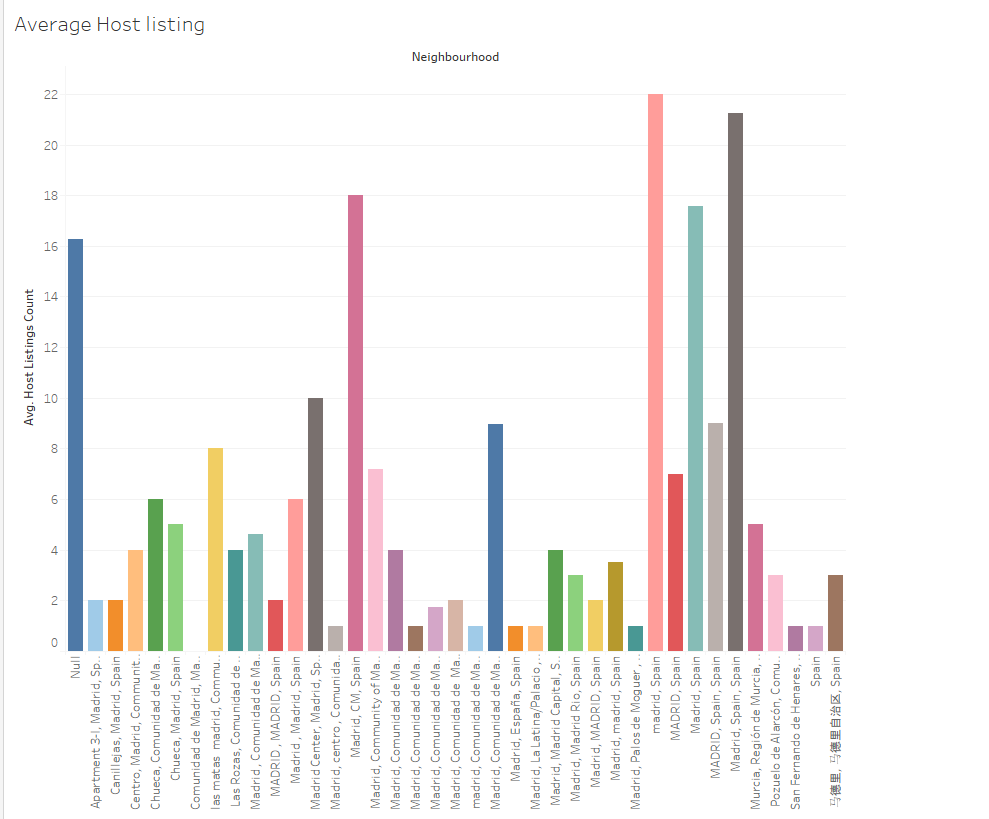 Average Host listing
Neighbourhood
Avg. Host Listings Count
22
20
18
16
14
12
10
8
6
4
2
0
Null
Apartment 3-I, Madrid, Sp..
Canillejas, Madrid, Spain
Centro, Madrid, Communit..
Chueca, Comunidad de Ma..
Chueca, Madrid, Spain
Comunidad de Madrid, Ma..
las matas madrid, Commu..
Las Rozas, Comunidad de ..
Madrid , Comunidad de Ma..
MADRID , MADRID, Spain
Madrid , Madrid, Spain
Madrid Center, Madrid, Sp..
Madrid, centro, Comunida..
Madrid, CM, Spain
Madrid, Community of Ma..
Madrid, Comunidad de Ma..
Madrid, Comunidad de Ma..
Madrid, Comunidad de Ma..
Madrid, Comunidad de Ma..
madrid, Comunidad de Ma..
Madrid, Comunidad de Ma..
Madrid, España, Spain
Madrid, La Latina/Palacio ,..
Madrid, Madrid Capital, S..
Madrid, Madrid Rio, Spain
Madrid, MADRID, Spain
Madrid, madrid, Spain
Madrid, Palos de Moguer , ..
madrid, Spain
MADRID, Spain
Madrid, Spain
MADRID, Spain, Spain
Madrid, Spain, Spain
Murcia, Región de Murcia, ..
Pozuelo de Alarcón, Comu..
San Fernando de Henares, ..
Spain
马德里, 马德里自治区, Spain